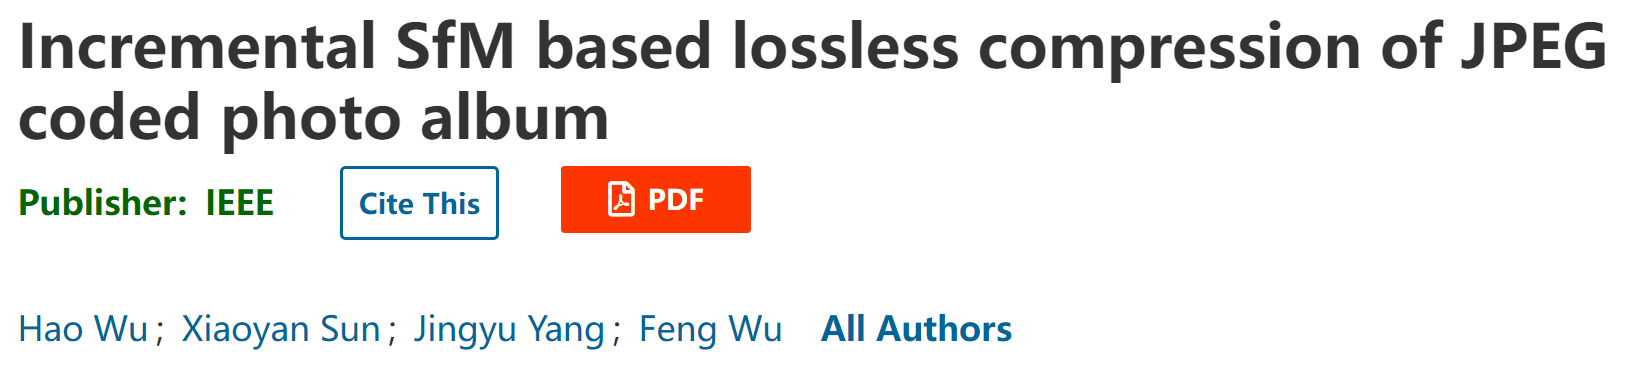 Incremental SfM based lossless compression of JPEG
coded photo album
Publisher: IEEE Cite This PDF
Hao Wu; Xiaoyan Sun; Jingyu Yang; Feng Wu All Authors